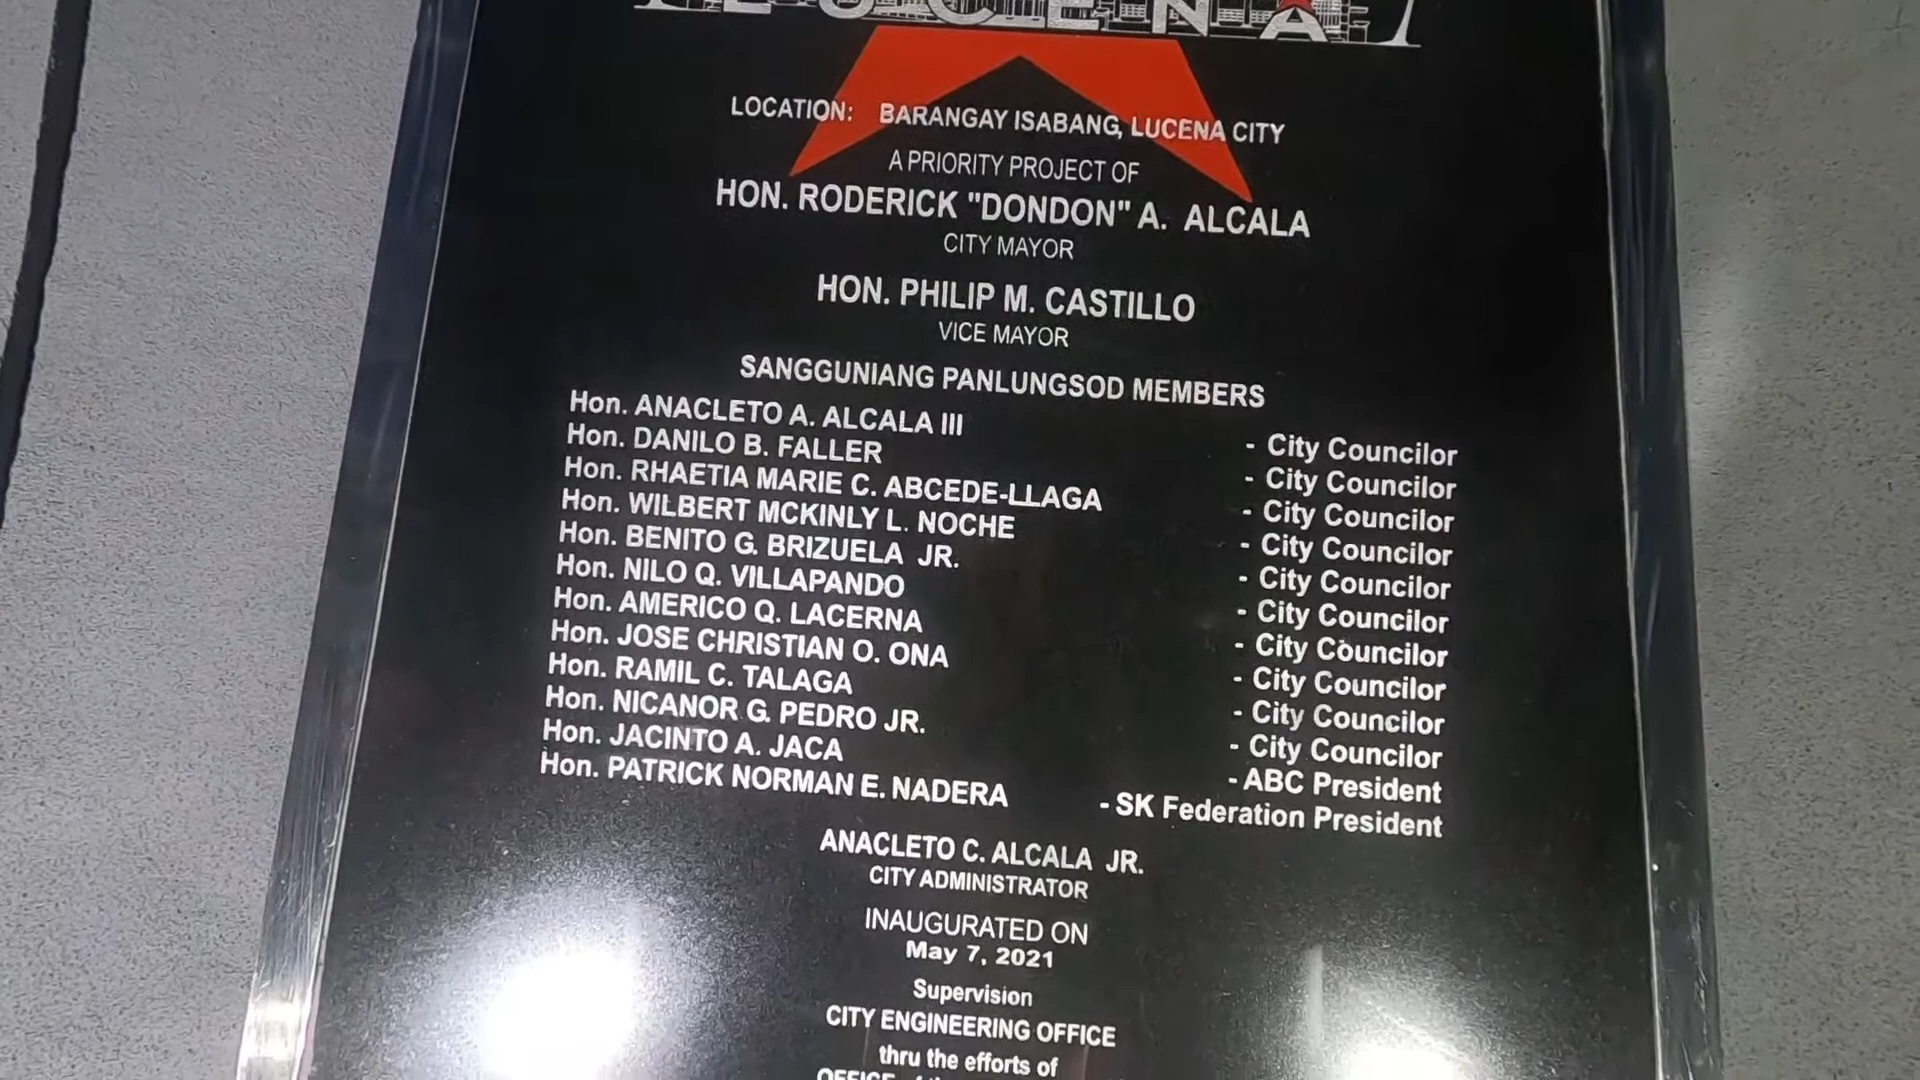 LUCENA
LOCATION: BARANGAY ISABANG, LUCENA CITY
A PRIORITY PROJECT OF
HON. RODERICK "DONDON" A. ALCALA
CITY MAYOR
HON. PHILIP M. CASTILLO
VICE MAYOR
SANGGUNIANG PANLUNGSOD MEMBERS
Hon. ANACLETO A. ALCALA III - City Councilor
Hon. DANILO B. FALLER - City Councilor
Hon. RHAETIA MARIE C. ABCEDE-LLAGA - City Councilor
Hon. WILBERT MCKINLY L. NOCHE - City Councilor
Hon. BENITO G. BRIZUELA JR. - City Councilor
Hon. NILO Q. VILLAPANDO - City Councilor
Hon. AMERICO Q. LACERNA - City Councilor
Hon. JOSE CHRISTIAN O. ONA - City Councilor
Hon. RAMIL C. TALAGA - City Councilor
Hon. NICANOR G. PEDRO JR. - City Councilor
Hon. JACINTO A. JACA - ABC President
Hon. PATRICK NORMAN E. NADERA - SK Federation President
ANACLETO C. ALCALA JR.
CITY ADMINISTRATOR
INAUGURATED ON
May 7, 2021
Supervision
CITY ENGINEERING OFFICE
thru the efforts of
OFFICE